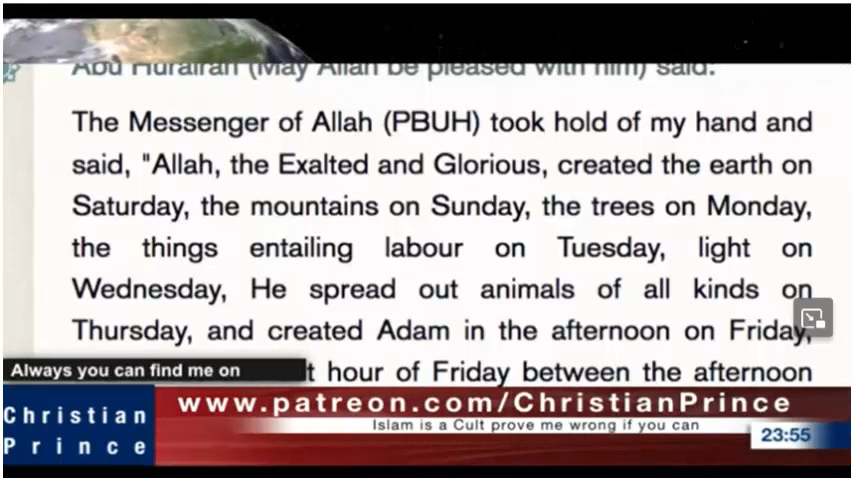 Abu Hurairah (May Allah be pleased with him) said:
The Messenger of Allah (PBUH) took hold of my hand and
said, "Allah, the Exalted and Glorious, created the earth on
Saturday, the mountains on Sunday, the trees on Monday,
the things entailing labour on Tuesday, light on
Wednesday, He spread out animals of all kinds on
Thursday, and created Adam in the afternoon on Friday,
t hour of Friday between the afternoon
Always you can find me on
Christian
Prince
www.patreon.com/ChristianPrince
Islam is a Cult prove me wrong if you can
23:55